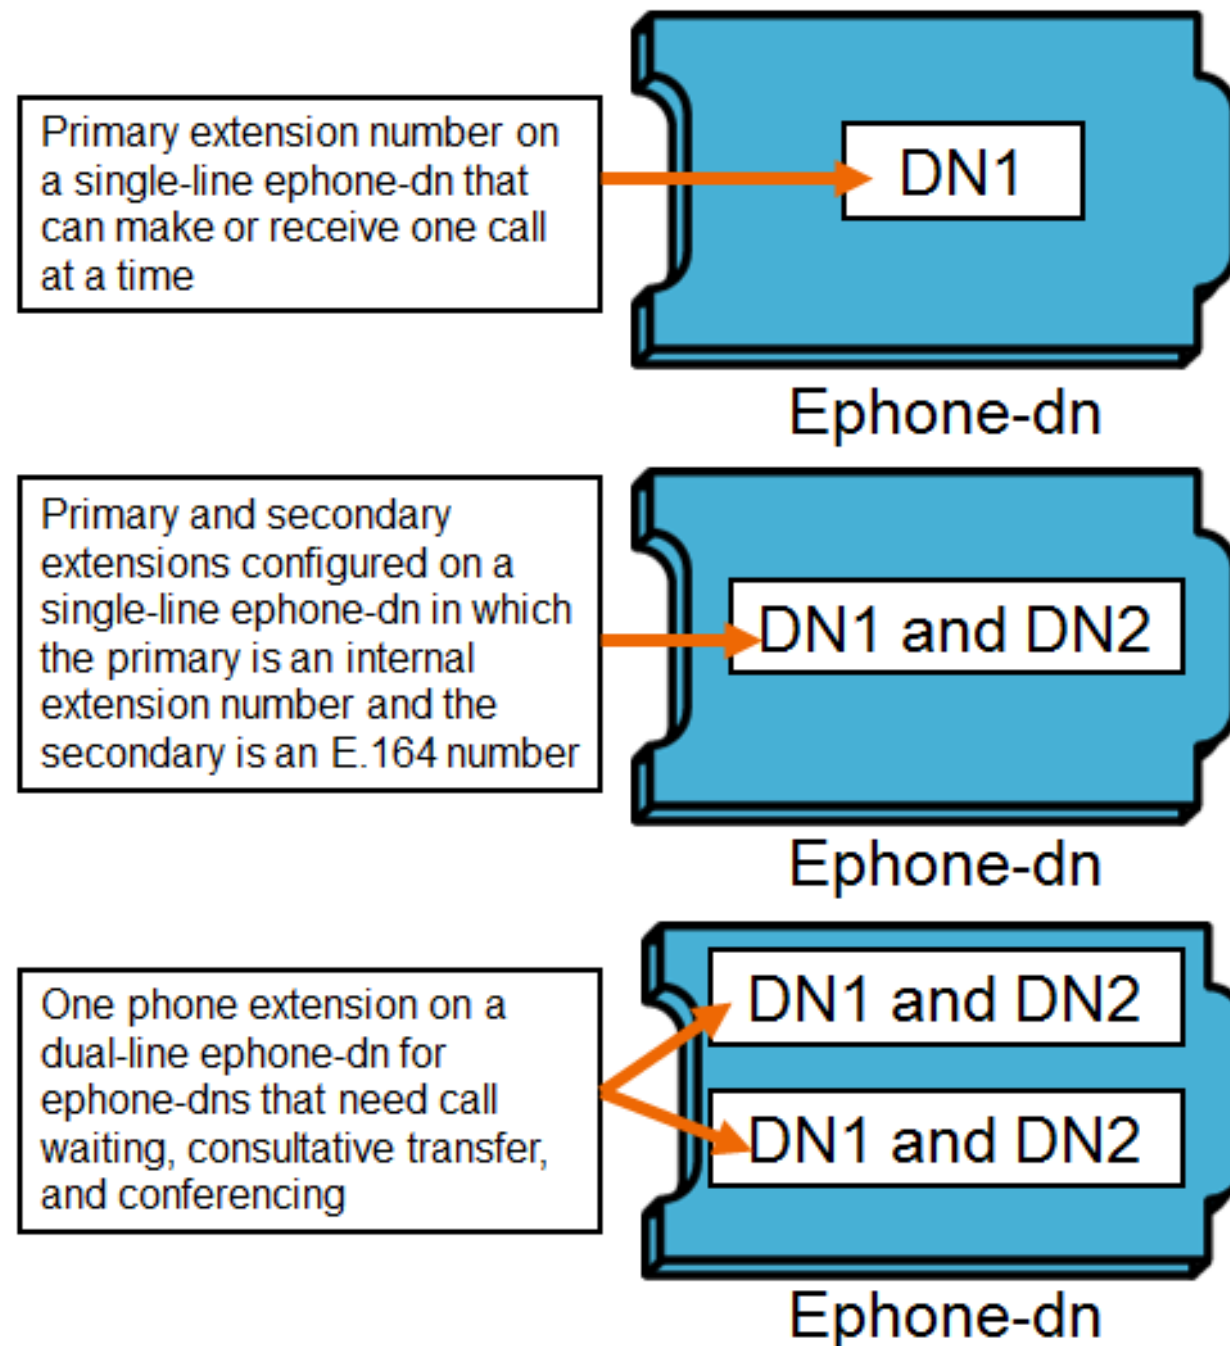 Primary extension number on
a single-line ephone-dn that
can make or receive one call
at a time
DN1
Ephone-dn
Primary and secondary
extensions configured on a
single-line ephone-dn in which
the primary is an internal
extension number and the
secondary is an E.164 number
DN1 and DN2
Ephone-dn
One phone extension on a
dual-line ephone-dn for
ephone-dns that need call
waiting, consultative transfer,
and conferencing
DN1 and DN2
DN1 and DN2
Ephone-dn